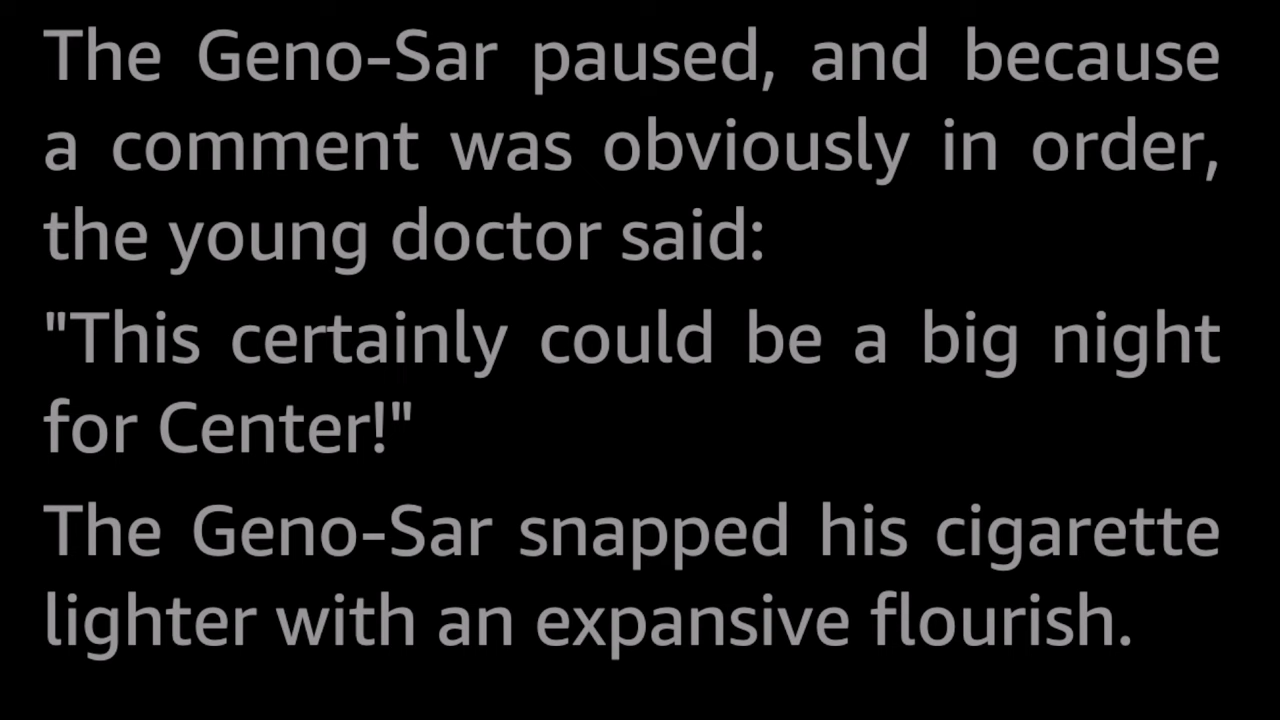 The Geno-Sar paused, and because
a comment was obviously in order,
the young doctor said:
"This certainly could be a big night
for Center!"
The Geno-Sar snapped his cigarette
lighter with an expansive flourish.